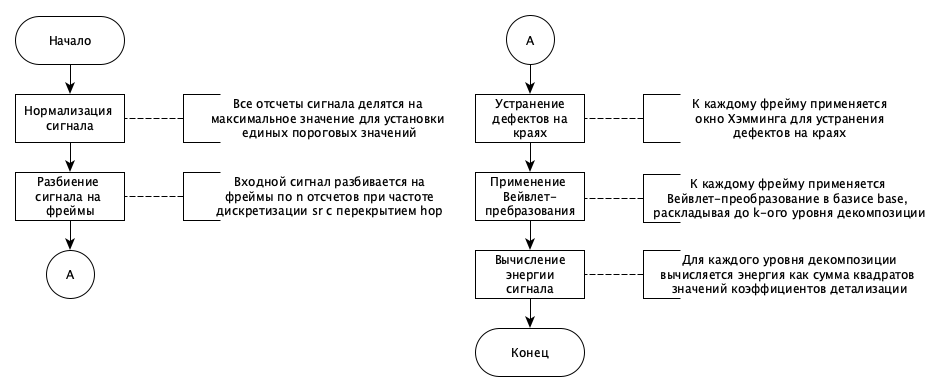 Начало
Нормализация
сигнала
Все отсчеты сигнала делятся на
максимальное значение для установки
единых пороговых значений
Разбиение
сигнала на
фреймы
Входной сигнал разбивается на
фреймы по n отсчетов при частоте
дискретизации sr с перекрытием hop
A
A
Устранение
дефектов на
краях
К каждому фрейму применяется
окно Хэмминга для устранения
дефектов на краях
Применение
Вейвлет-
пребразования
К каждому фрейму применяется
Вейвлет-преобразование в базисе base,
раскладывая до k-ого уровня декомпозиции
Вычисление
энергии
сигнала
Для каждого уровня декомпозиции
вычисляется энергия как сумма квадратов
значений коэффициентов детализации
Конец